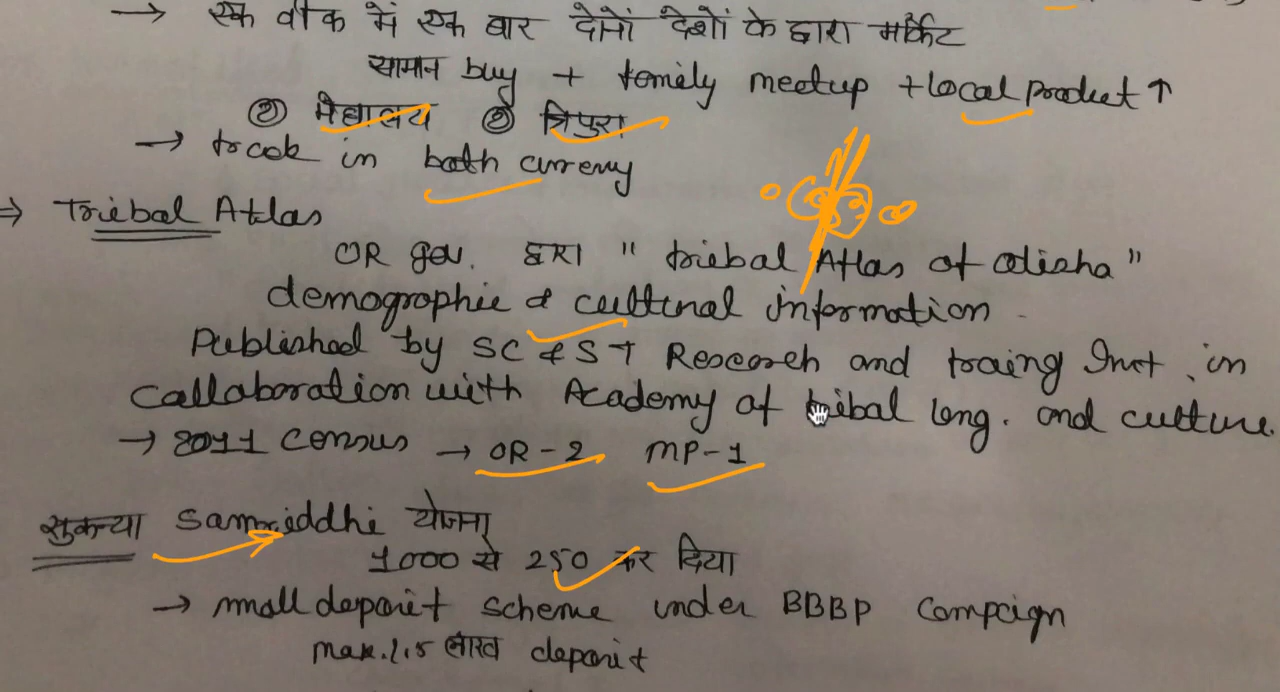 → एक वीक में एक बार दोनों देशों के द्वारा मर्किट
सामान buy + family meetup + Local product ↑
② मेघालय ② त्रिपुरा
→ trade in both currency
⇒ Tribal Atlas
OR gov. द्वारा " tribal Atlas of odisha "
demographic & cultural information
Published by SC & ST Research and traing Inst. in
Callaboration with Academy of tribal lang. and culture.
→ 2011 Census → OR-2 MP-1
सुकन्या Samriddhi योजना
1000 से 250 कर दिया
→ small deposit scheme under BBBP Campaign
max. 1.5 लाख deposit